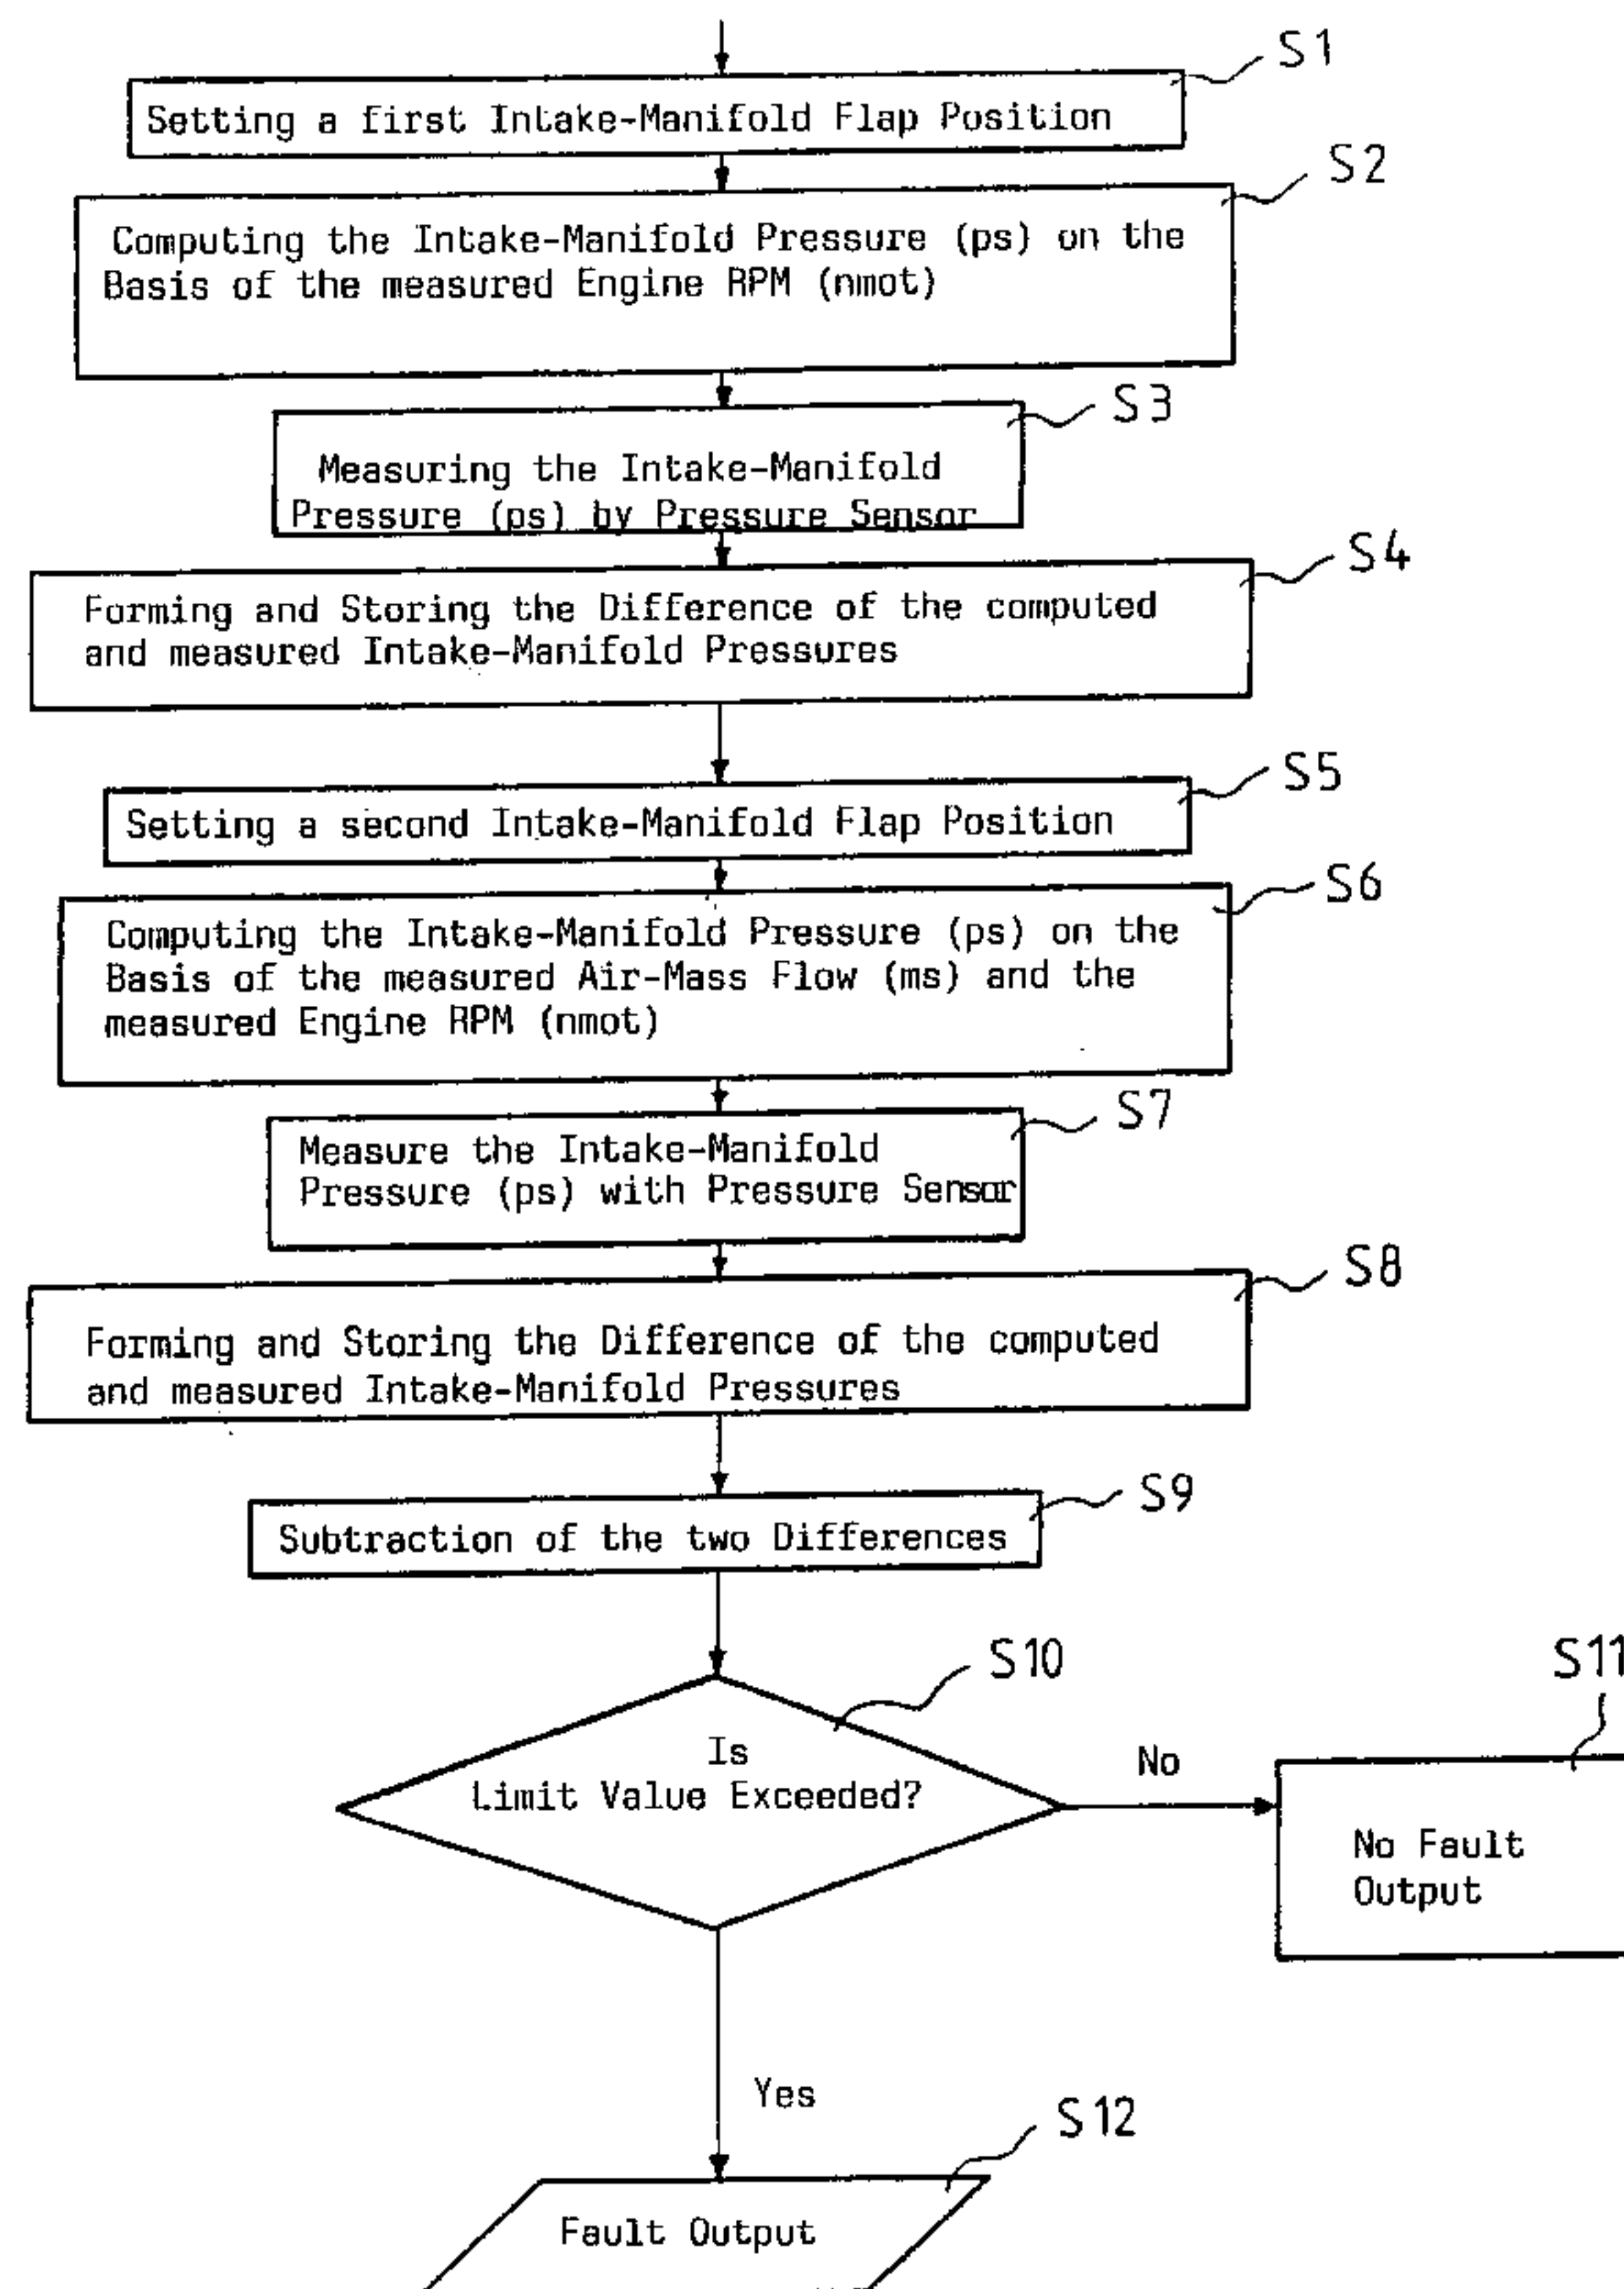 S1
Setting a first Intake-Manifold Flap Position
S2
Computing the Intake-Manifold Pressure (ps) on the
Basis of the measured Engine RPM (nmot)
S3
Measuring the Intake-Manifold
Pressure (ps) by Pressure Sensor
S4
Forming and Storing the Difference of the computed
and measured Intake-Manifold Pressures
S5
Setting a second Intake-Manifold Flap Position
S6
Computing the Intake-Manifold Pressure (ps) on the
Basis of the measured Air-Mass Flow (ms) and the
measured Engine RPM (nmot)
S7
Measure the Intake-Manifold
Pressure (ps) with Pressure Sensor
S8
Forming and Storing the Difference of the computed
and measured Intake-Manifold Pressures
S9
Subtraction of the two Differences
S10
Is
Limit Value Exceeded?
No
S11
No Fault
Output
Yes
S12
Fault Output